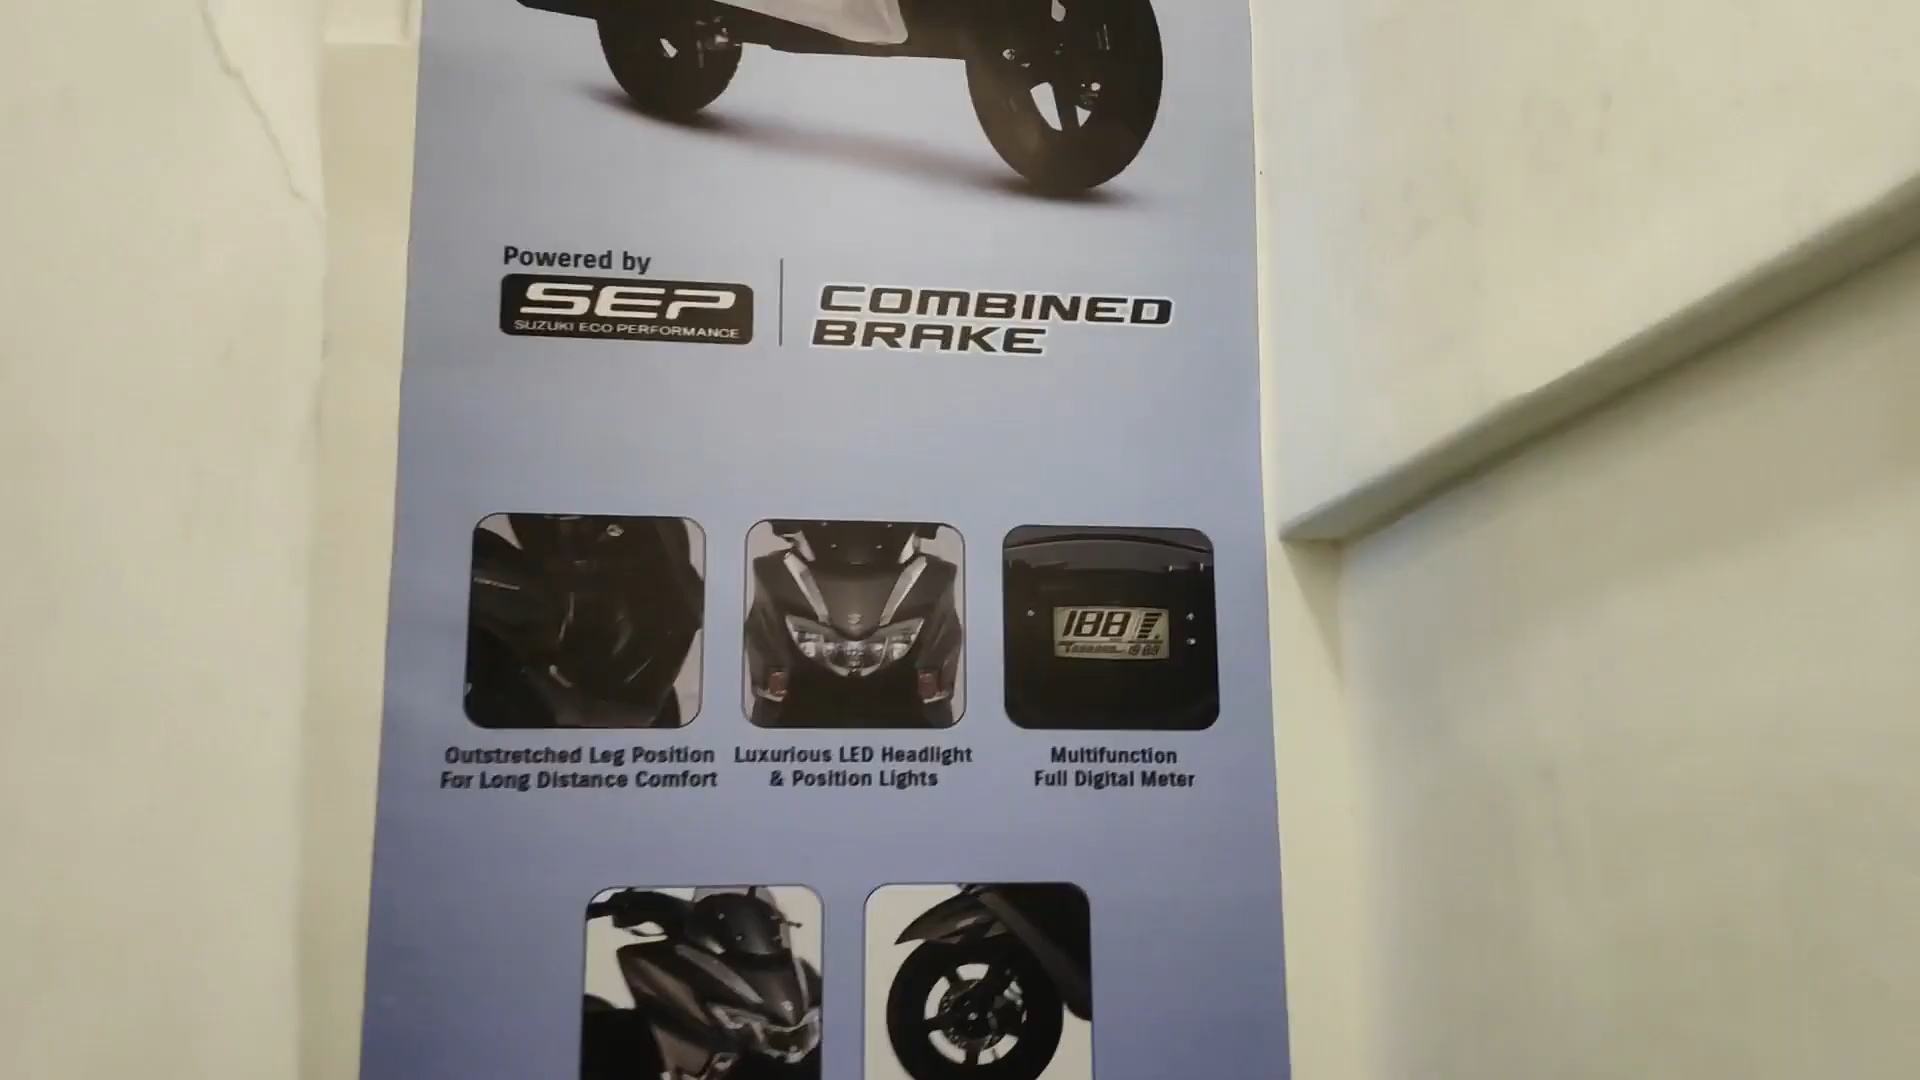 Powered by
SEP
SUZUKI ECO PERFORMANCE
COMBINED
BRAKE
188
Outstretched Leg Position
For Long Distance Comfort
Luxurious LED Headlight
& Position Lights
Multifunction
Full Digital Meter